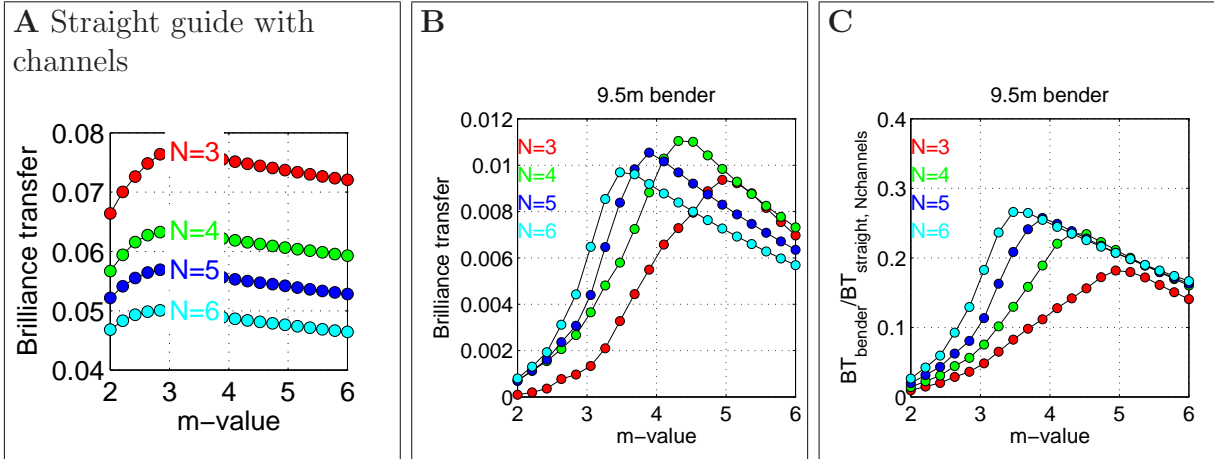 A Straight guide with
channels
Brilliance transfer
0.08
0.07
0.06
0.05
0.04
N=3
N=4
N=5
N=6
2 3 4 5 6
m−value
B
9.5m bender
Brilliance transfer
0.012
0.01
0.008
0.006
0.004
0.002
0
N=3
N=4
N=5
N=6
2 3 4 5 6
m−value
C
9.5m bender
BT_bender/BT_straight, Nchannels
0.4
0.3
0.2
0.1
0
N=3
N=4
N=5
N=6
2 3 4 5 6
m−value